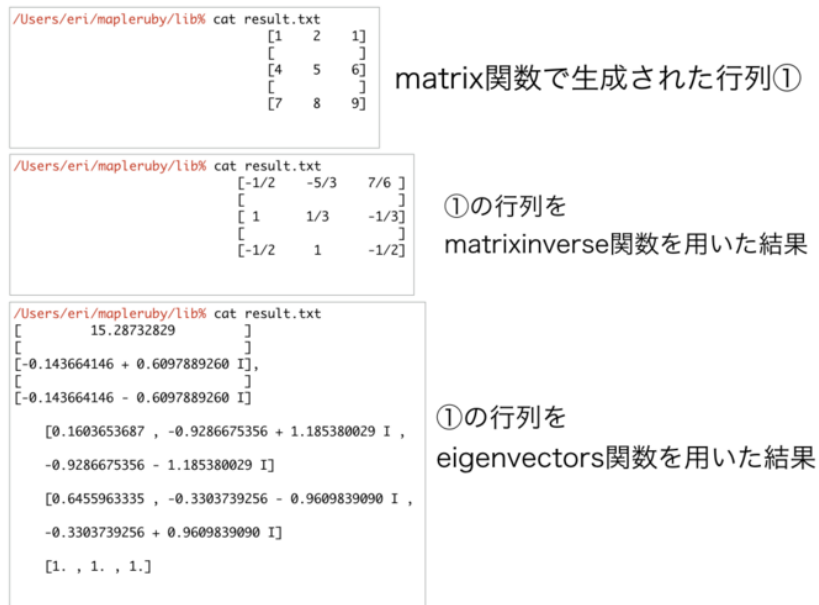 /Users/eri/mapleruby/lib% cat result.txt
[1 2 1]
[ ]
[4 5 6]
[ ]
[7 8 9]
matrix関数で生成された行列①
/Users/eri/mapleruby/lib% cat result.txt
[-1/2 -5/3 7/6 ]
[ ]
[ 1 1/3 -1/3]
[ ]
[-1/2 1 -1/2]
①の行列を
matrixinverse関数を用いた結果
/Users/eri/mapleruby/lib% cat result.txt
[ 15.28732829 ]
[ ]
[-0.143664146 + 0.6097889260 I],
[ ]
[-0.143664146 - 0.6097889260 I]
[0.1603653687 , -0.9286675356 + 1.185380029 I ,
-0.9286675356 - 1.185380029 I]
[0.6455963335 , -0.3303739256 - 0.9609839090 I ,
-0.3303739256 + 0.9609839090 I]
[1. , 1. , 1.]
①の行列を
eigenvectors関数を用いた結果